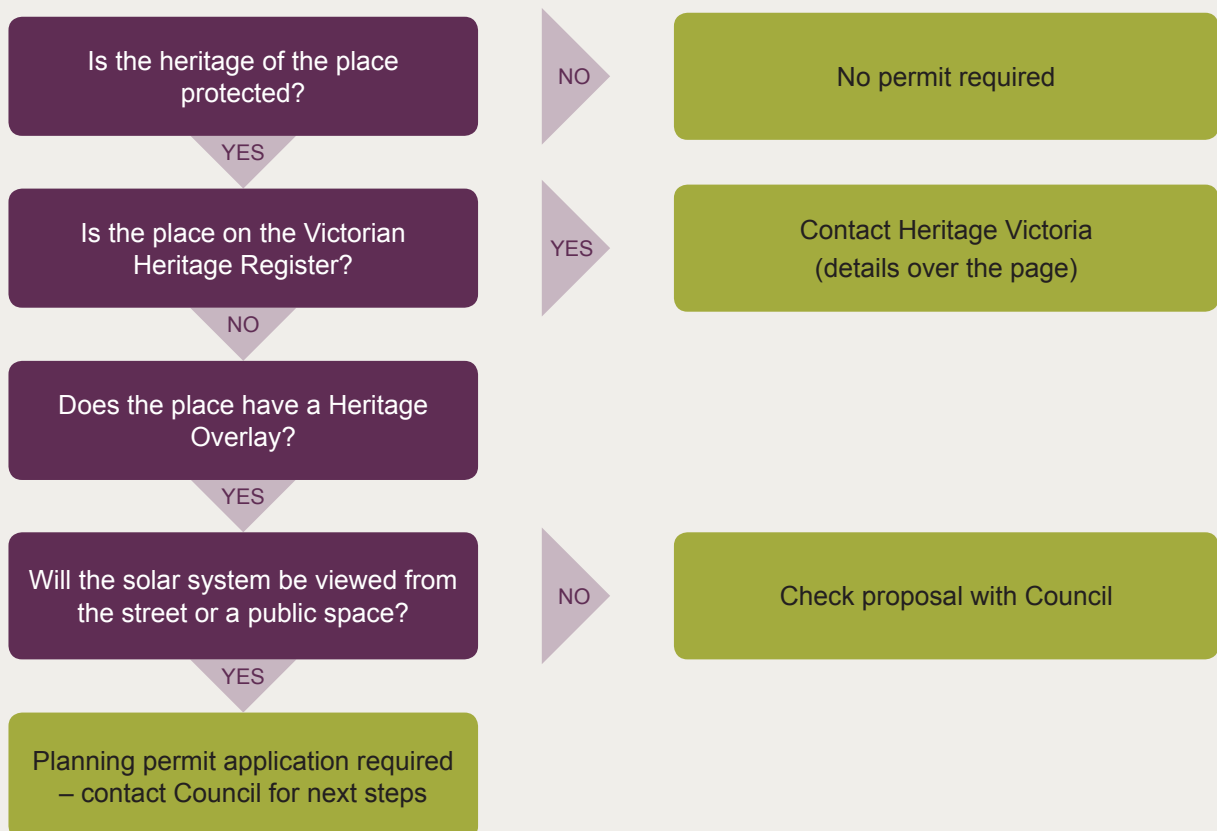 Is the heritage of the place
protected?
NO
No permit required
YES
Is the place on the Victorian
Heritage Register?
YES
Contact Heritage Victoria
(details over the page)
NO
Does the place have a Heritage
Overlay?
YES
Will the solar system be viewed from
the street or a public space?
NO
Check proposal with Council
YES
Planning permit application required
– contact Council for next steps